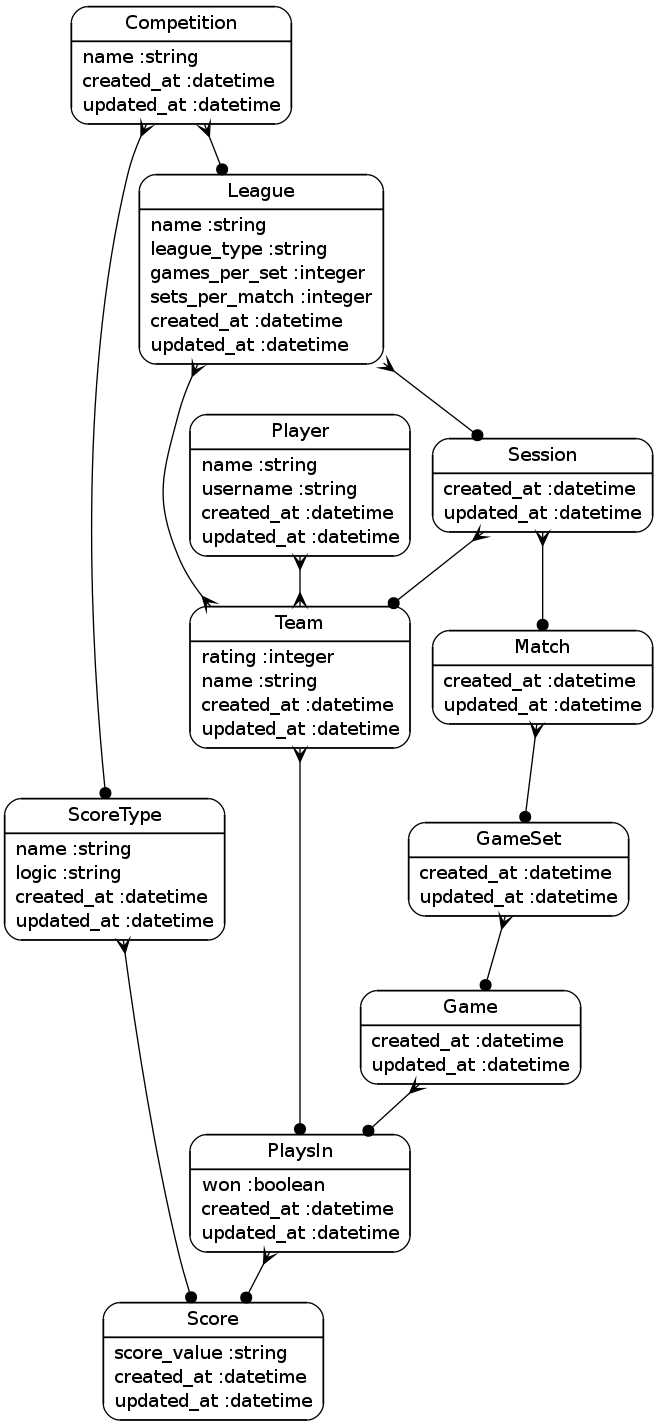 Competition
name :string
created_at :datetime
updated_at :datetime
League
name :string
league_type :string
games_per_set :integer
sets_per_match :integer
created_at :datetime
updated_at :datetime
Player
name :string
username :string
created_at :datetime
updated_at :datetime
Session
created_at :datetime
updated_at :datetime
Team
rating :integer
name :string
created_at :datetime
updated_at :datetime
Match
created_at :datetime
updated_at :datetime
ScoreType
name :string
logic :string
created_at :datetime
updated_at :datetime
GameSet
created_at :datetime
updated_at :datetime
Game
created_at :datetime
updated_at :datetime
PlaysIn
won :boolean
created_at :datetime
updated_at :datetime
Score
score_value :string
created_at :datetime
updated_at :datetime